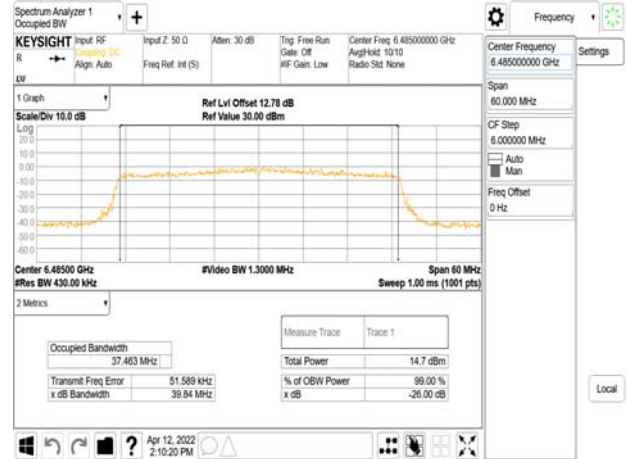 Spectrum Analyzer 1
Occupied BW
+
Frequency
KEYSIGHT
R
Input: RF
Coupling: DC
Align: Auto
Input Z: 50 Ω
Freq Ref: Int (S)
Atten: 30 dB
Trig: Free Run
Gate: Off
#IF Gain: Low
Center Freq: 6.485000000 GHz
Avg|Hold: 10/10
Radio Std: None
Center Frequency
6.485000000 GHz
Settings
Span
60.000 MHz
CF Step
6.000000 MHz
Auto
Man
Freq Offset
0 Hz
Local
1 Graph
Scale/Div 10.0 dB
Ref Lvl Offset 12.78 dB
Ref Value 30.00 dBm
Log
20.0
10.0
0.00
-10.0
-20.0
-30.0
-40.0
-50.0
-60.0
Center 6.48500 GHz
#Res BW 430.00 kHz
#Video BW 1.3000 MHz
Span 60 MHz
Sweep 1.00 ms (1001 pts)
2 Metrics
Measure Trace Trace 1
Occupied Bandwidth
37.463 MHz
Total Power 14.7 dBm
Transmit Freq Error 51.589 kHz
% of OBW Power 99.00 %
x dB Bandwidth 39.84 MHz
x dB -26.00 dB
?
Apr 12, 2022
2:10:20 PM